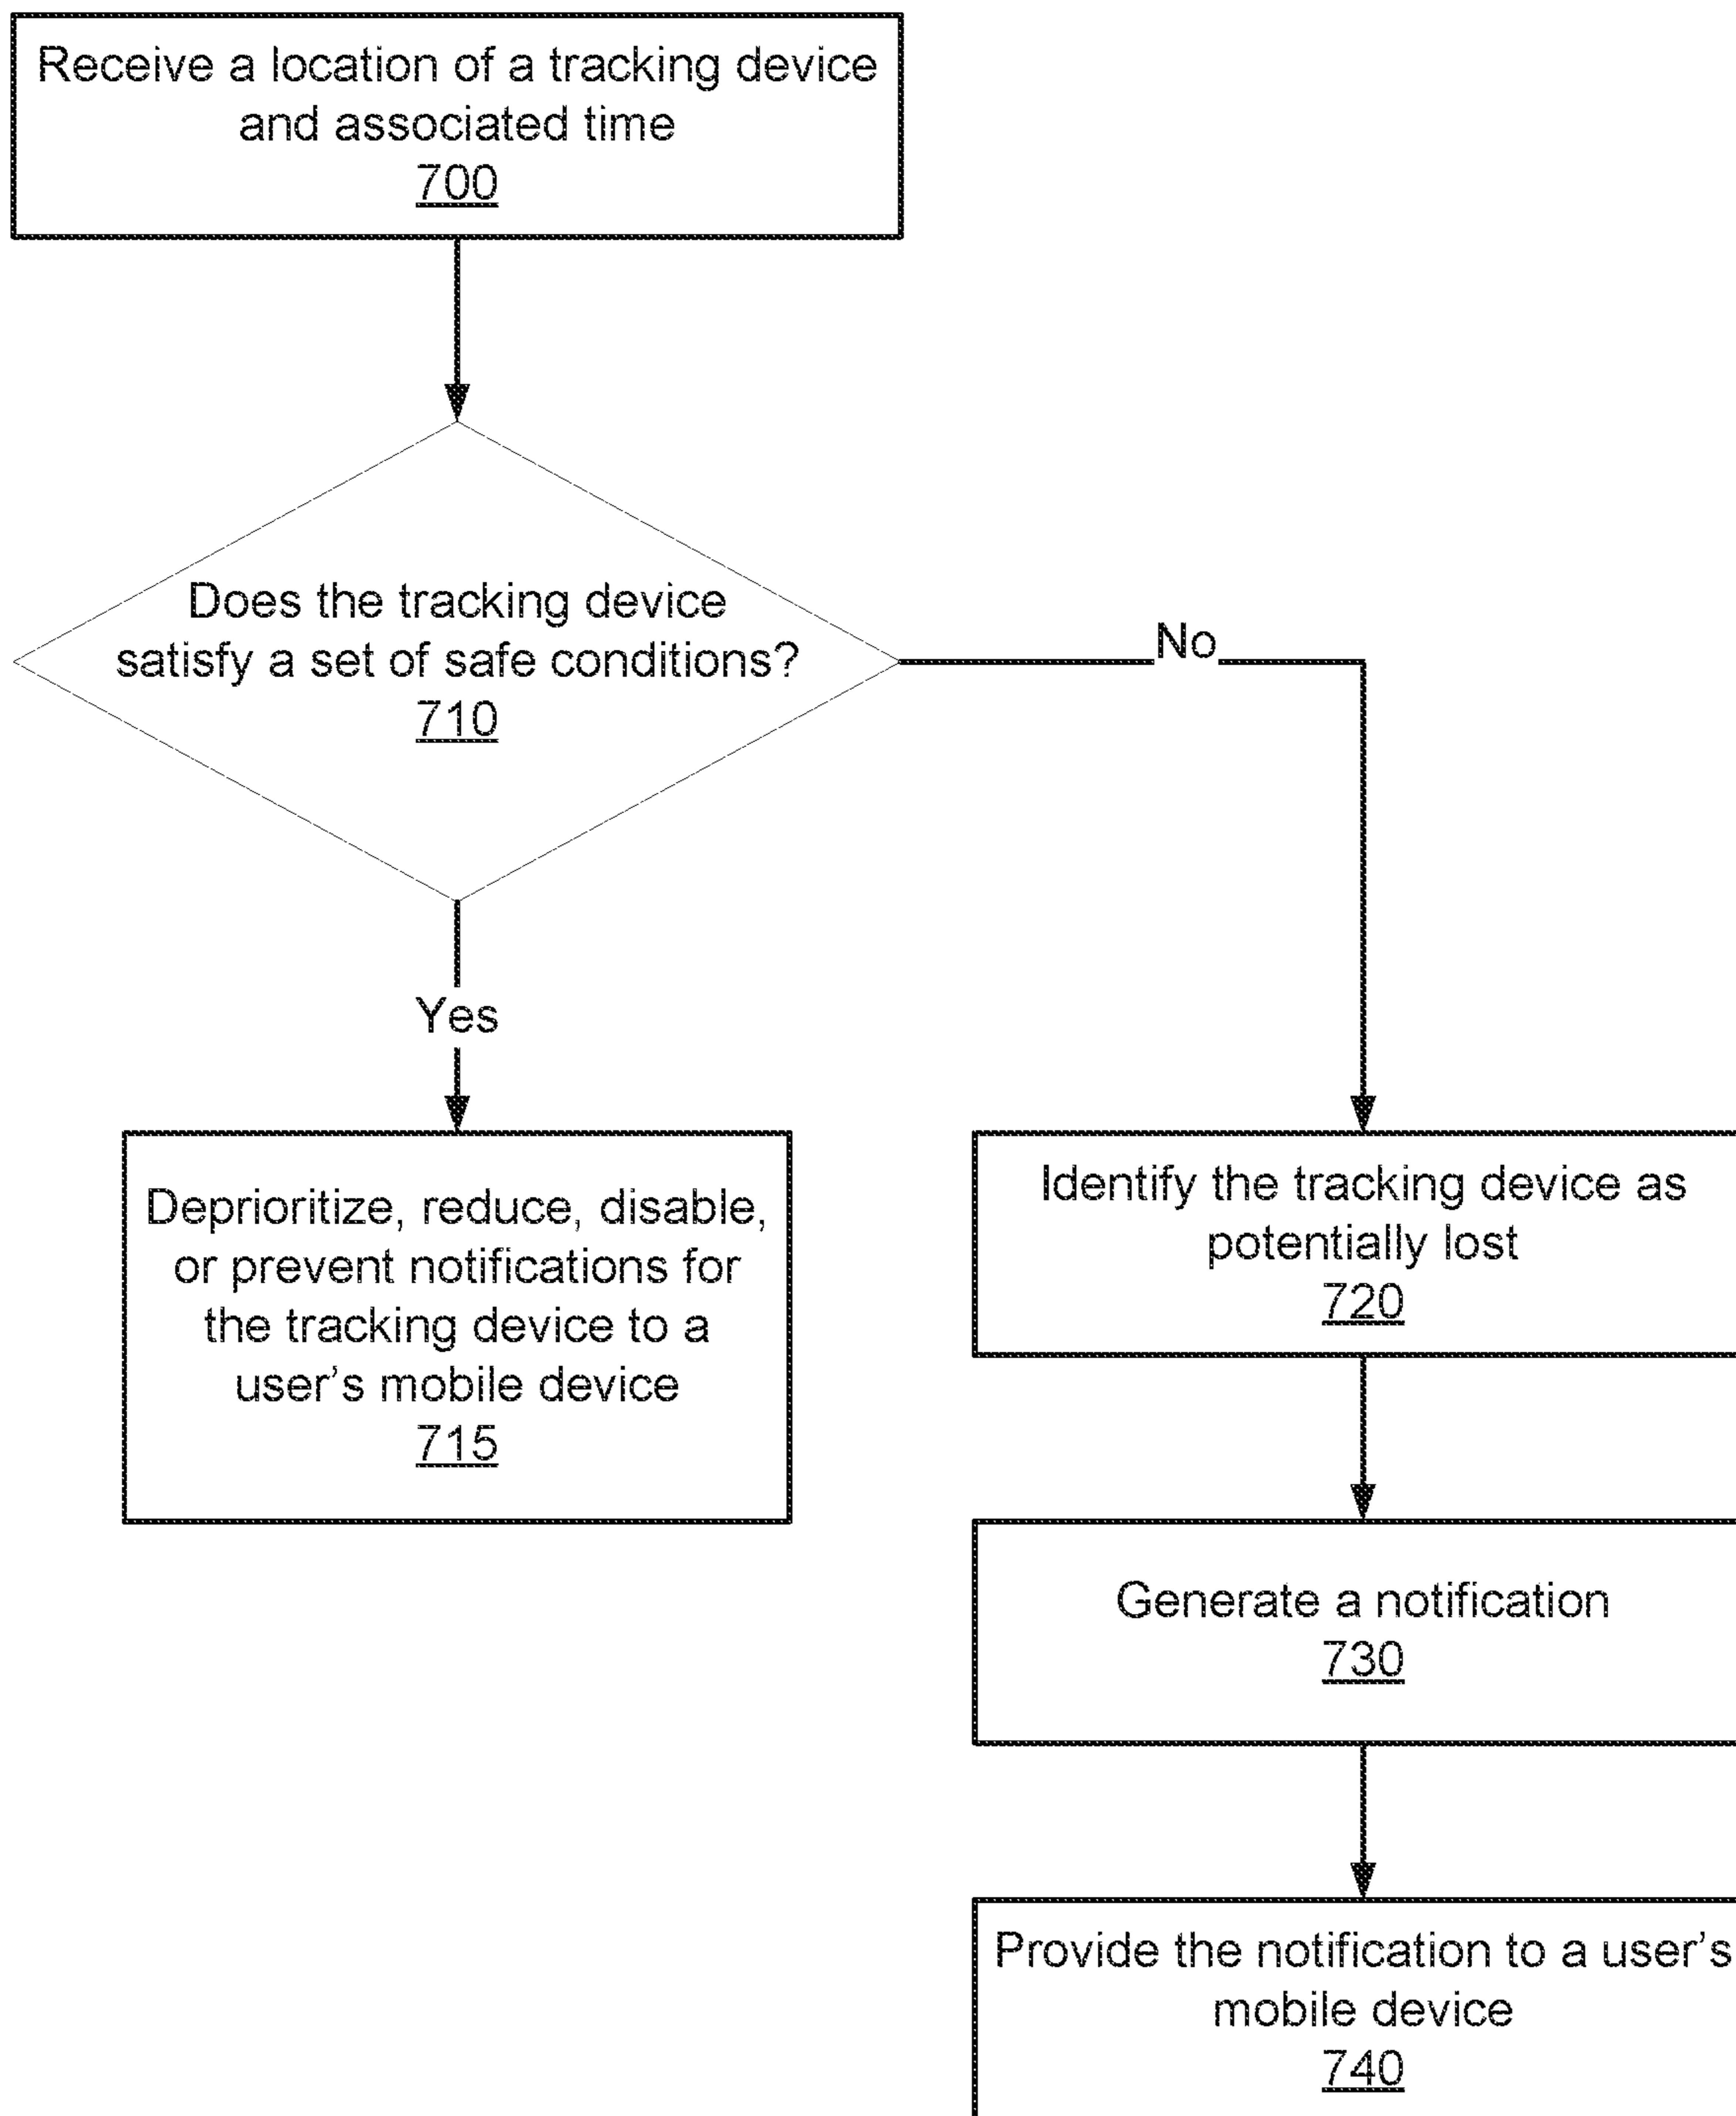 Receive a location of a tracking device
and associated time
700
Does the tracking device
satisfy a set of safe conditions?
710
No
Yes
Deprioritize, reduce, disable,
or prevent notifications for
the tracking device to a
user's mobile device
715
Identify the tracking device as
potentially lost
720
Generate a notification
730
Provide the notification to a user's
mobile device
740